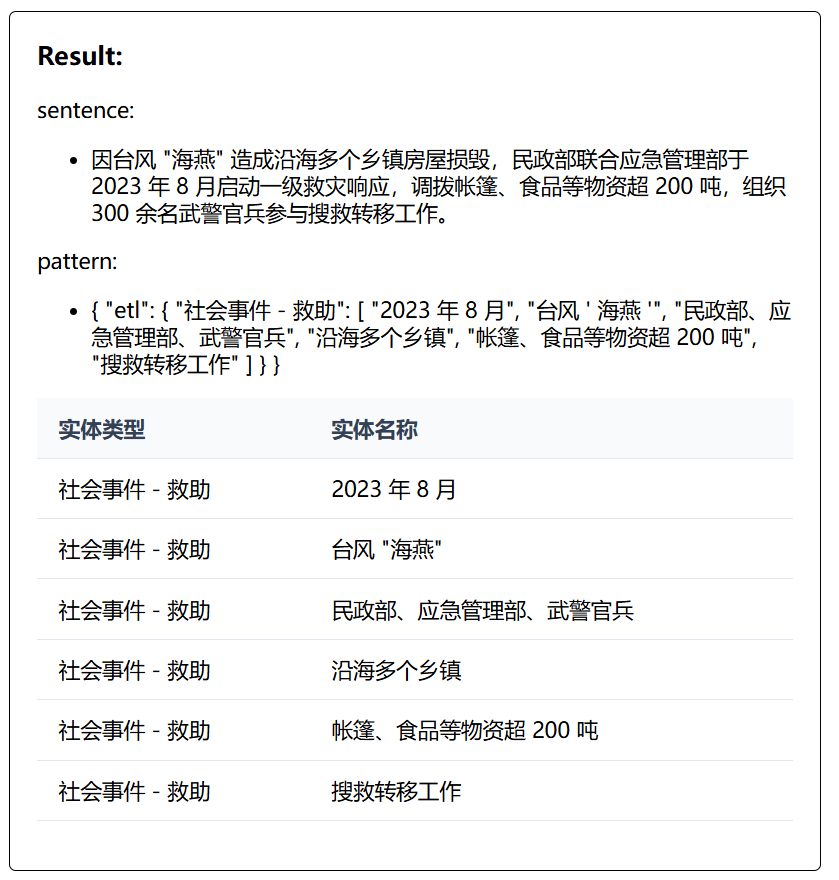 Result:
sentence:
• 因台风 "海燕" 造成沿海多个乡镇房屋损毁，民政部联合应急管理部于
2023 年 8 月启动一级救灾响应，调拨帐篷、食品等物资超 200 吨，组织
300 余名武警官兵参与搜救转移工作。
pattern:
• { "etl": { "社会事件 - 救助": [ "2023 年 8 月", "台风 ' 海燕 '", "民政部、应
急管理部、武警官兵", "沿海多个乡镇", "帐篷、食品等物资超 200 吨",
"搜救转移工作" ] } }
实体类型 实体名称
社会事件 - 救助 2023 年 8 月
社会事件 - 救助 台风 "海燕"
社会事件 - 救助 民政部、应急管理部、武警官兵
社会事件 - 救助 沿海多个乡镇
社会事件 - 救助 帐篷、食品等物资超 200 吨
社会事件 - 救助 搜救转移工作